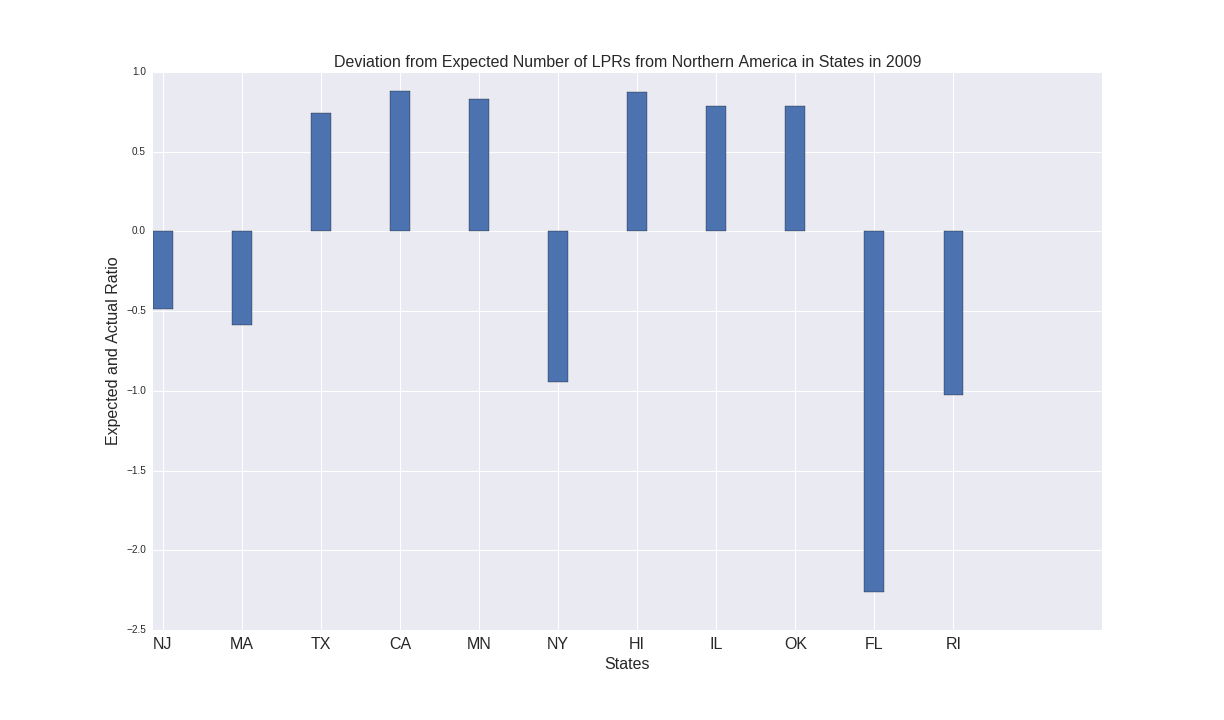 Deviation from Expected Number of LPRs from Northern America in States in 2009
1.0
0.5
0.0
−0.5
−1.0
−1.5
−2.0
−2.5
Expected and Actual Ratio
NJ MA TX CA MN NY HI IL OK FL RI
States